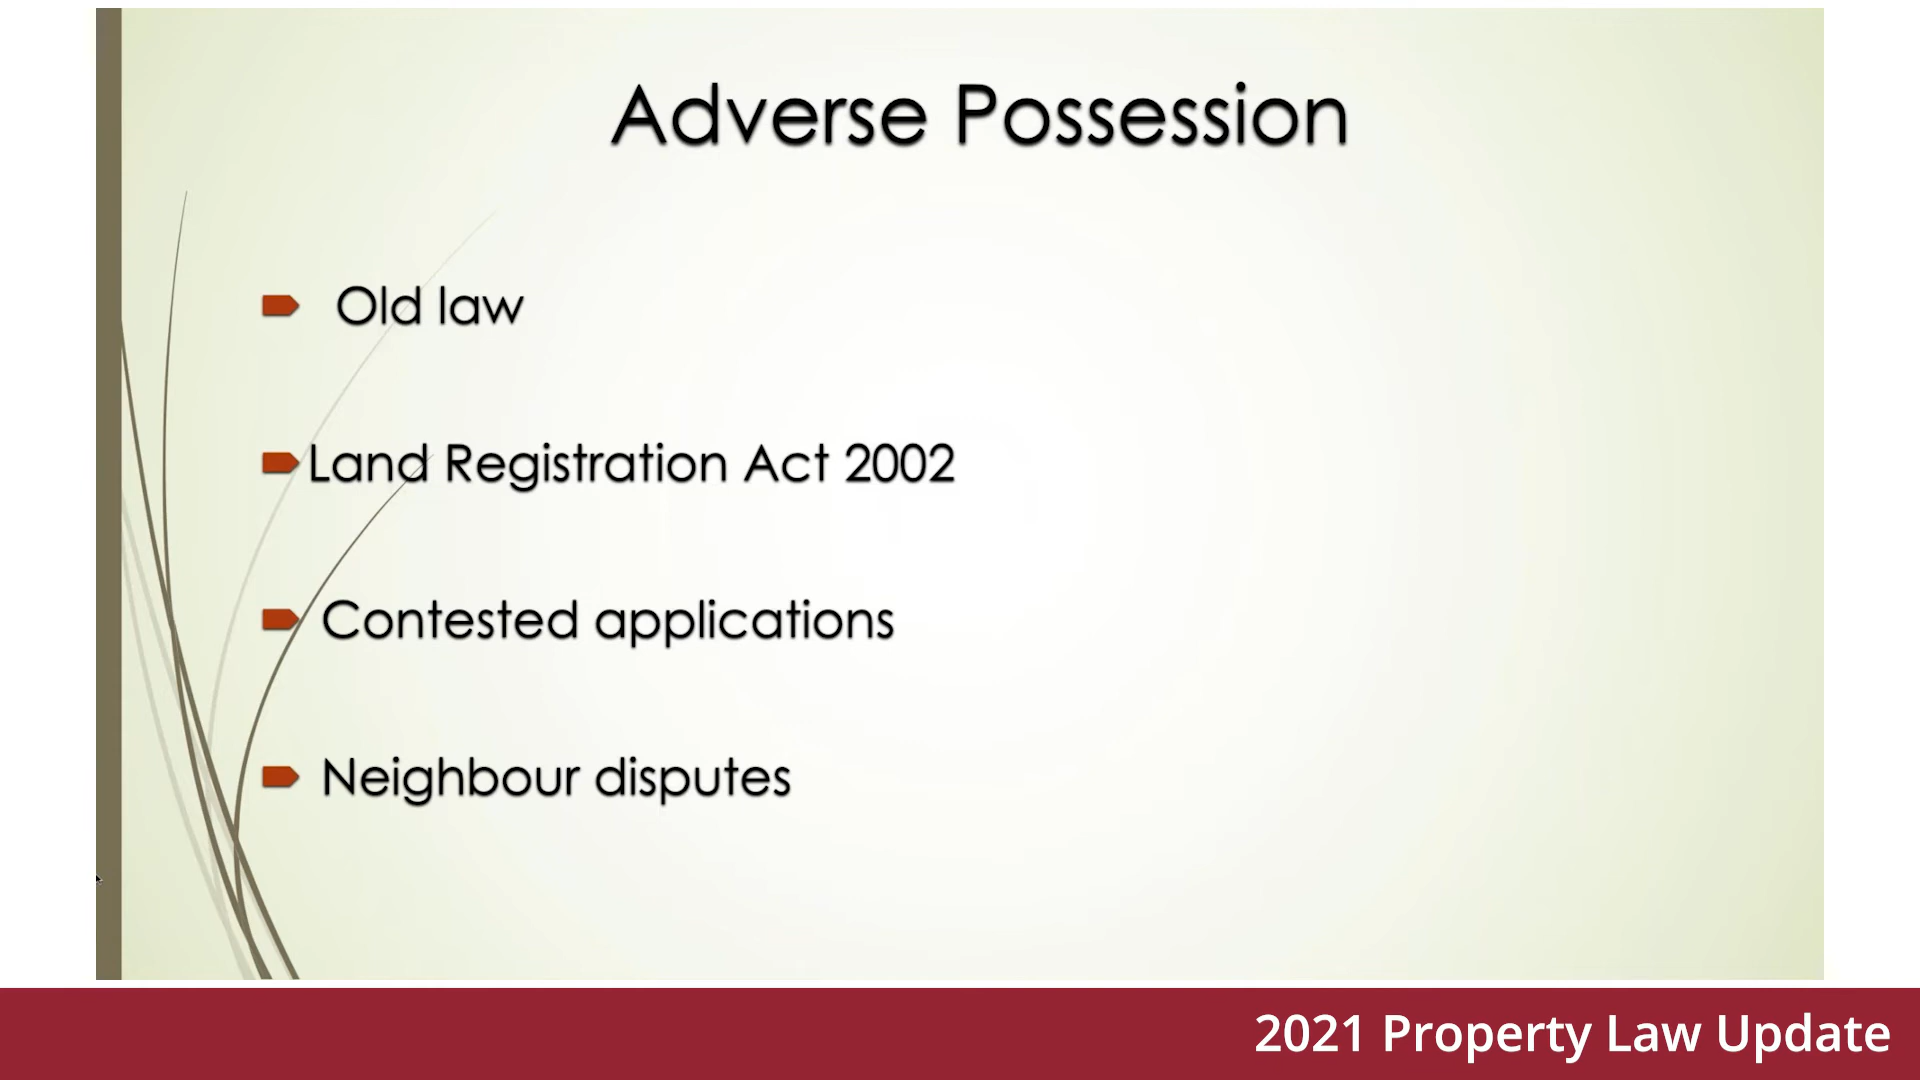 Adverse Possession
Old law
Land Registration Act 2002
Contested applications
Neighbour disputes
2021 Property Law Update